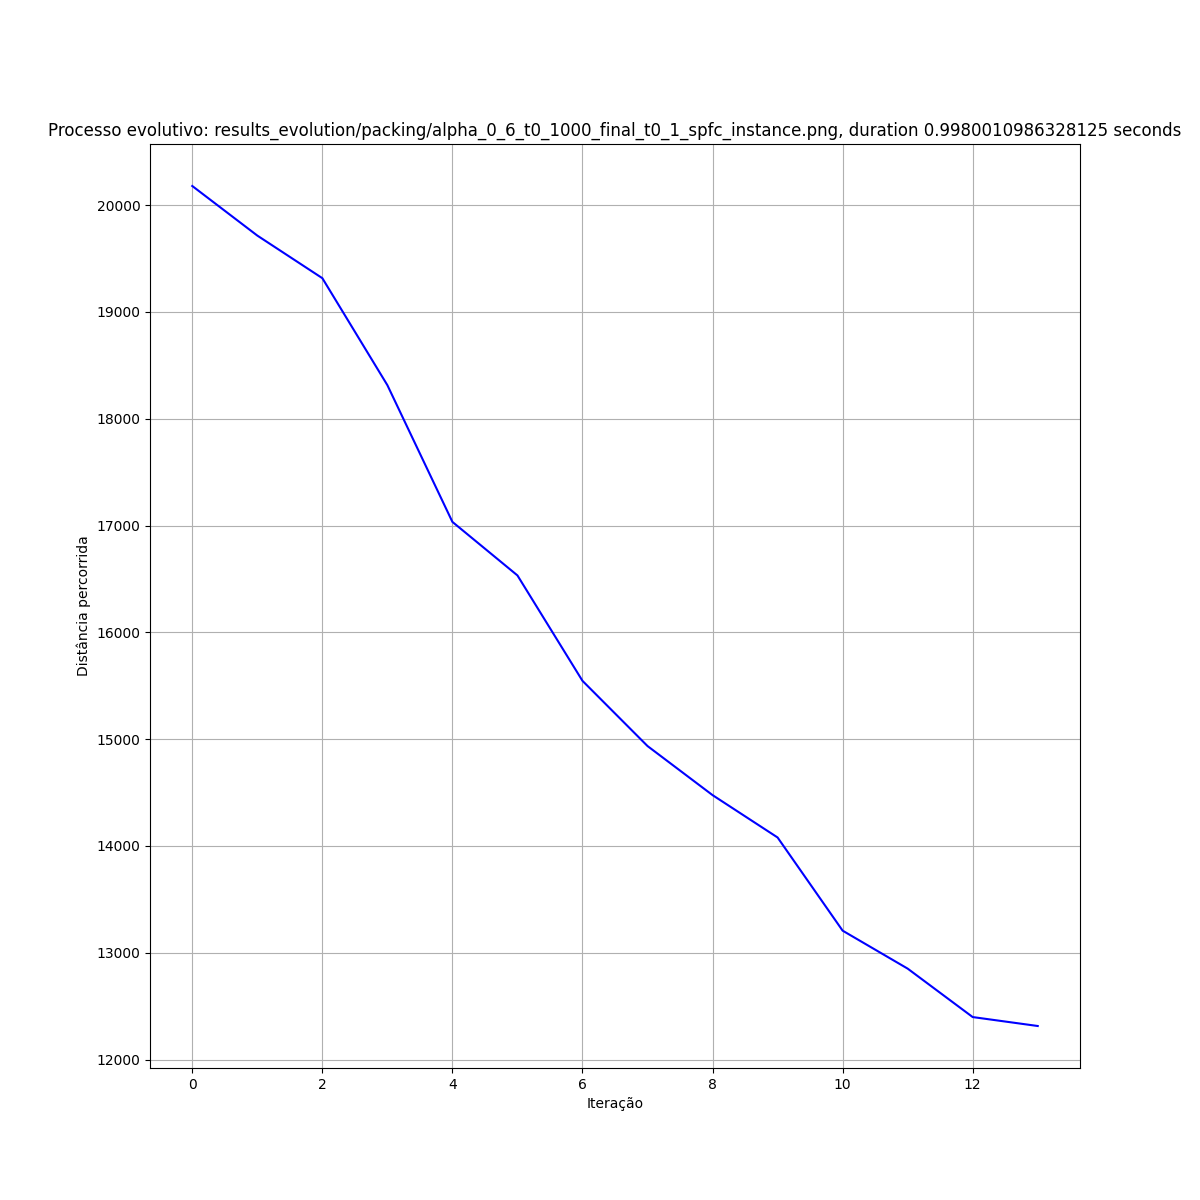 Processo evolutivo: results_evolution/packing/alpha_0_6_t0_1000_final_t0_1_spfc_instance.png, duration 0.9980010986328125 seconds
20000
19000
18000
17000
16000
15000
14000
13000
12000
Distância percorrida
0 2 4 6 8 10 12
Iteração